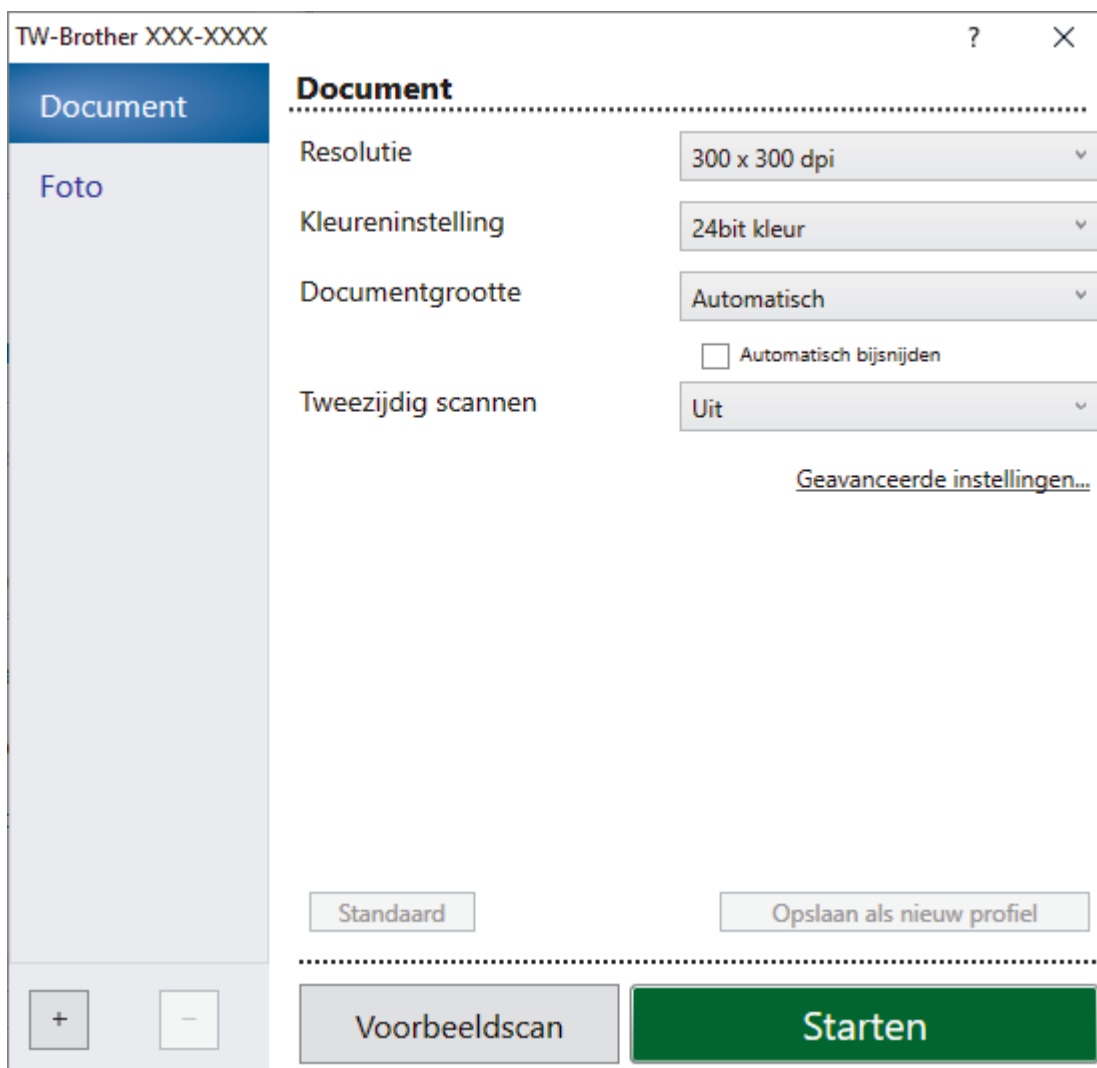 TW-Brother XXX-XXXX
?
Document
Foto
Document
Resolutie
300 x 300 dpi
Kleureninstelling
24bit kleur
Documentgrootte
Automatisch
Automatisch bijsnijden
Tweezijdig scannen
Uit
Geavanceerde instellingen...
Standaard
Opslaan als nieuw profiel
+
−
Voorbeeldscan
Starten